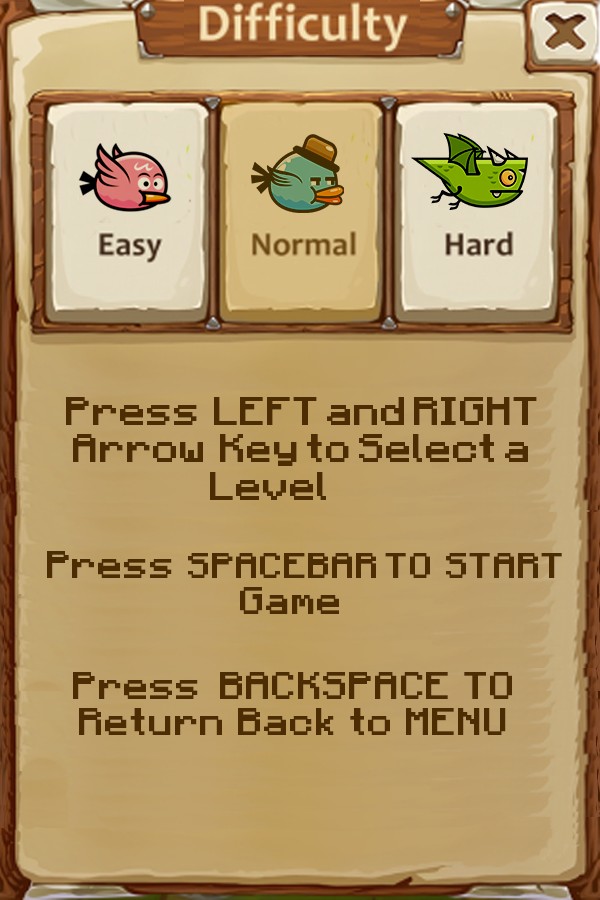 Difficulty
Easy
Normal
Hard
Press LEFT and RIGHT
Arrow Key to Select a
Level
Press SPACEBAR TO START
Game
Press BACKSPACE TO
Return Back to MENU